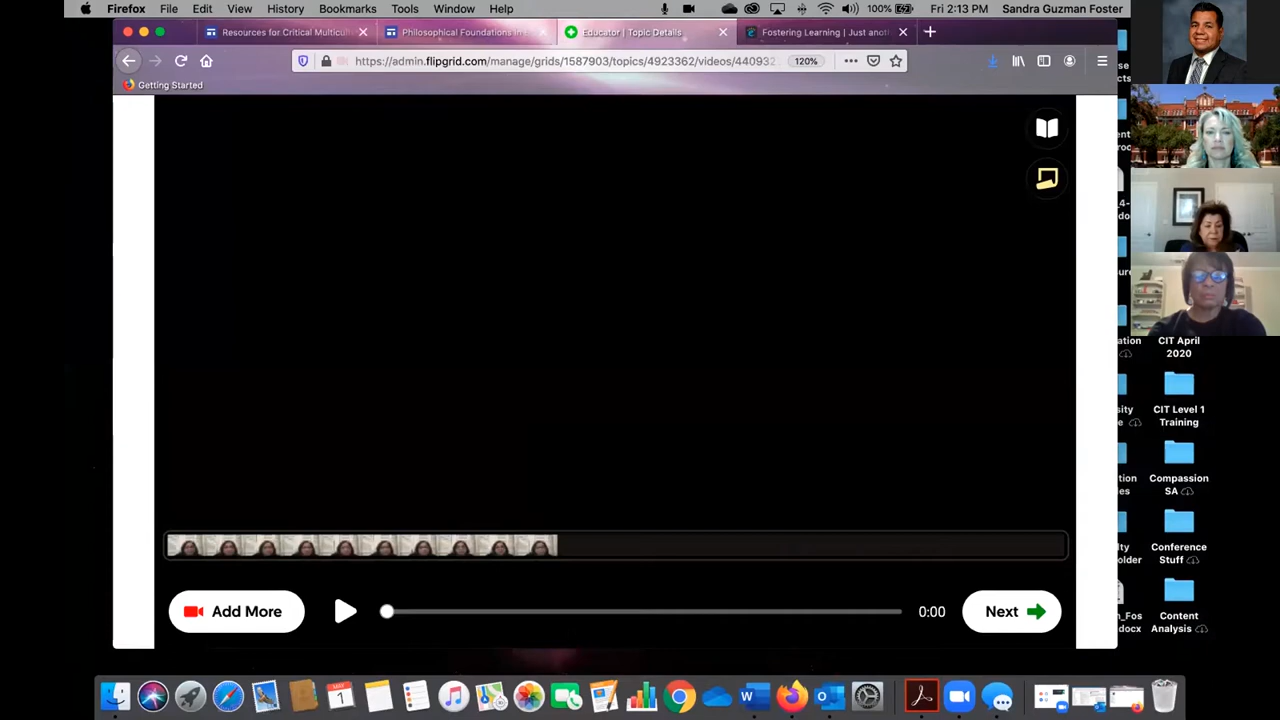 Firefox File Edit View History Bookmarks Tools Window Help 100% Fri 2:13 PM Sandra Guzman Foster
Resources for Critical Multicult
Philosophical Foundations in E
Educator | Topic Details
Fostering Learning | Just anoth
https://admin.flipgrid.com/manage/grids/1587903/topics/4923362/videos/440932 120%
Getting Started
CIT April
2020
CIT Level 1
Training
Compassion
SA
Conference
Stuff
Content
Analysis
Add More
0:00
Next
MAY
1